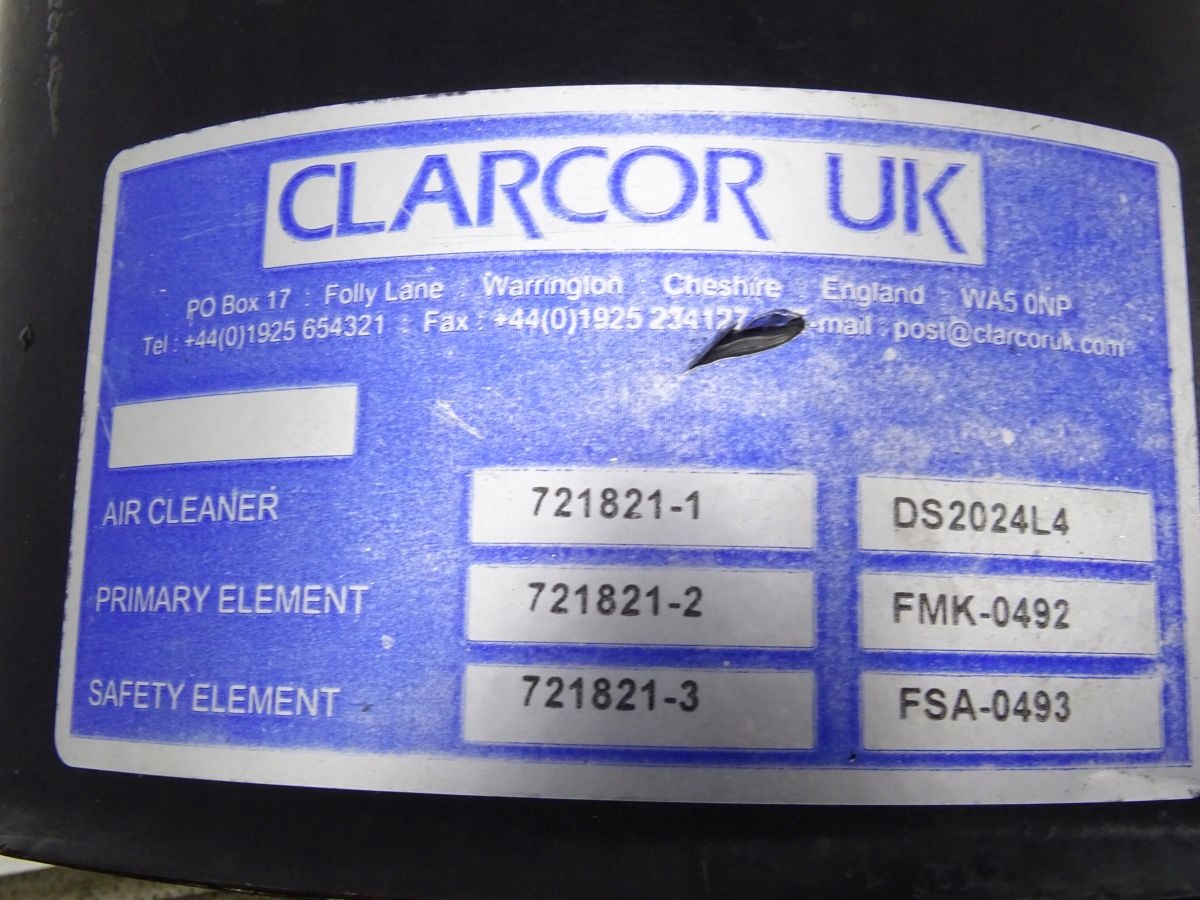 CLARCOR UK
PO Box 17 : Folly Lane : Warrington : Cheshire : England : WA5 0NP
Tel : +44(0)1925 654321 : Fax : +44(0)1925 234127 -mail : post@clarcoruk.com
AIR CLEANER 721821-1 DS2024L4
PRIMARY ELEMENT 721821-2 FMK-0492
SAFETY ELEMENT 721821-3 FSA-0493